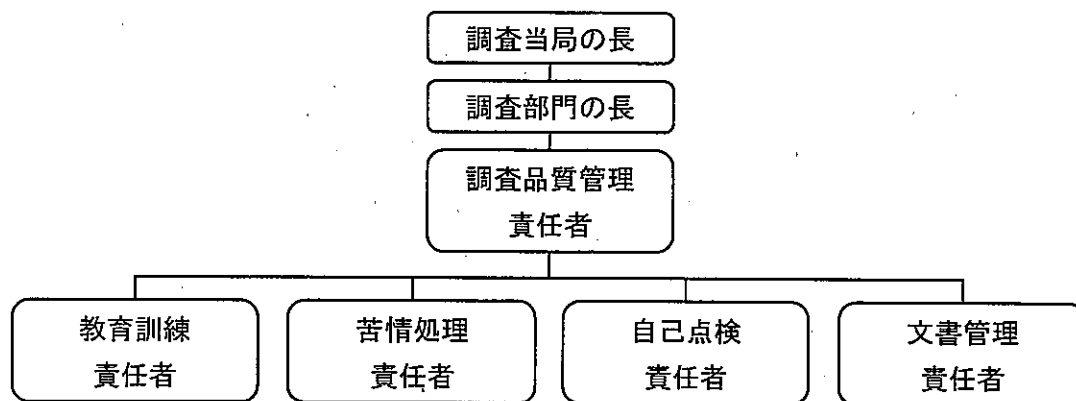 調査当局の長
調査部門の長
調査品質管理
責任者
教育訓練
責任者
苦情処理
責任者
自己点検
責任者
文書管理
責任者